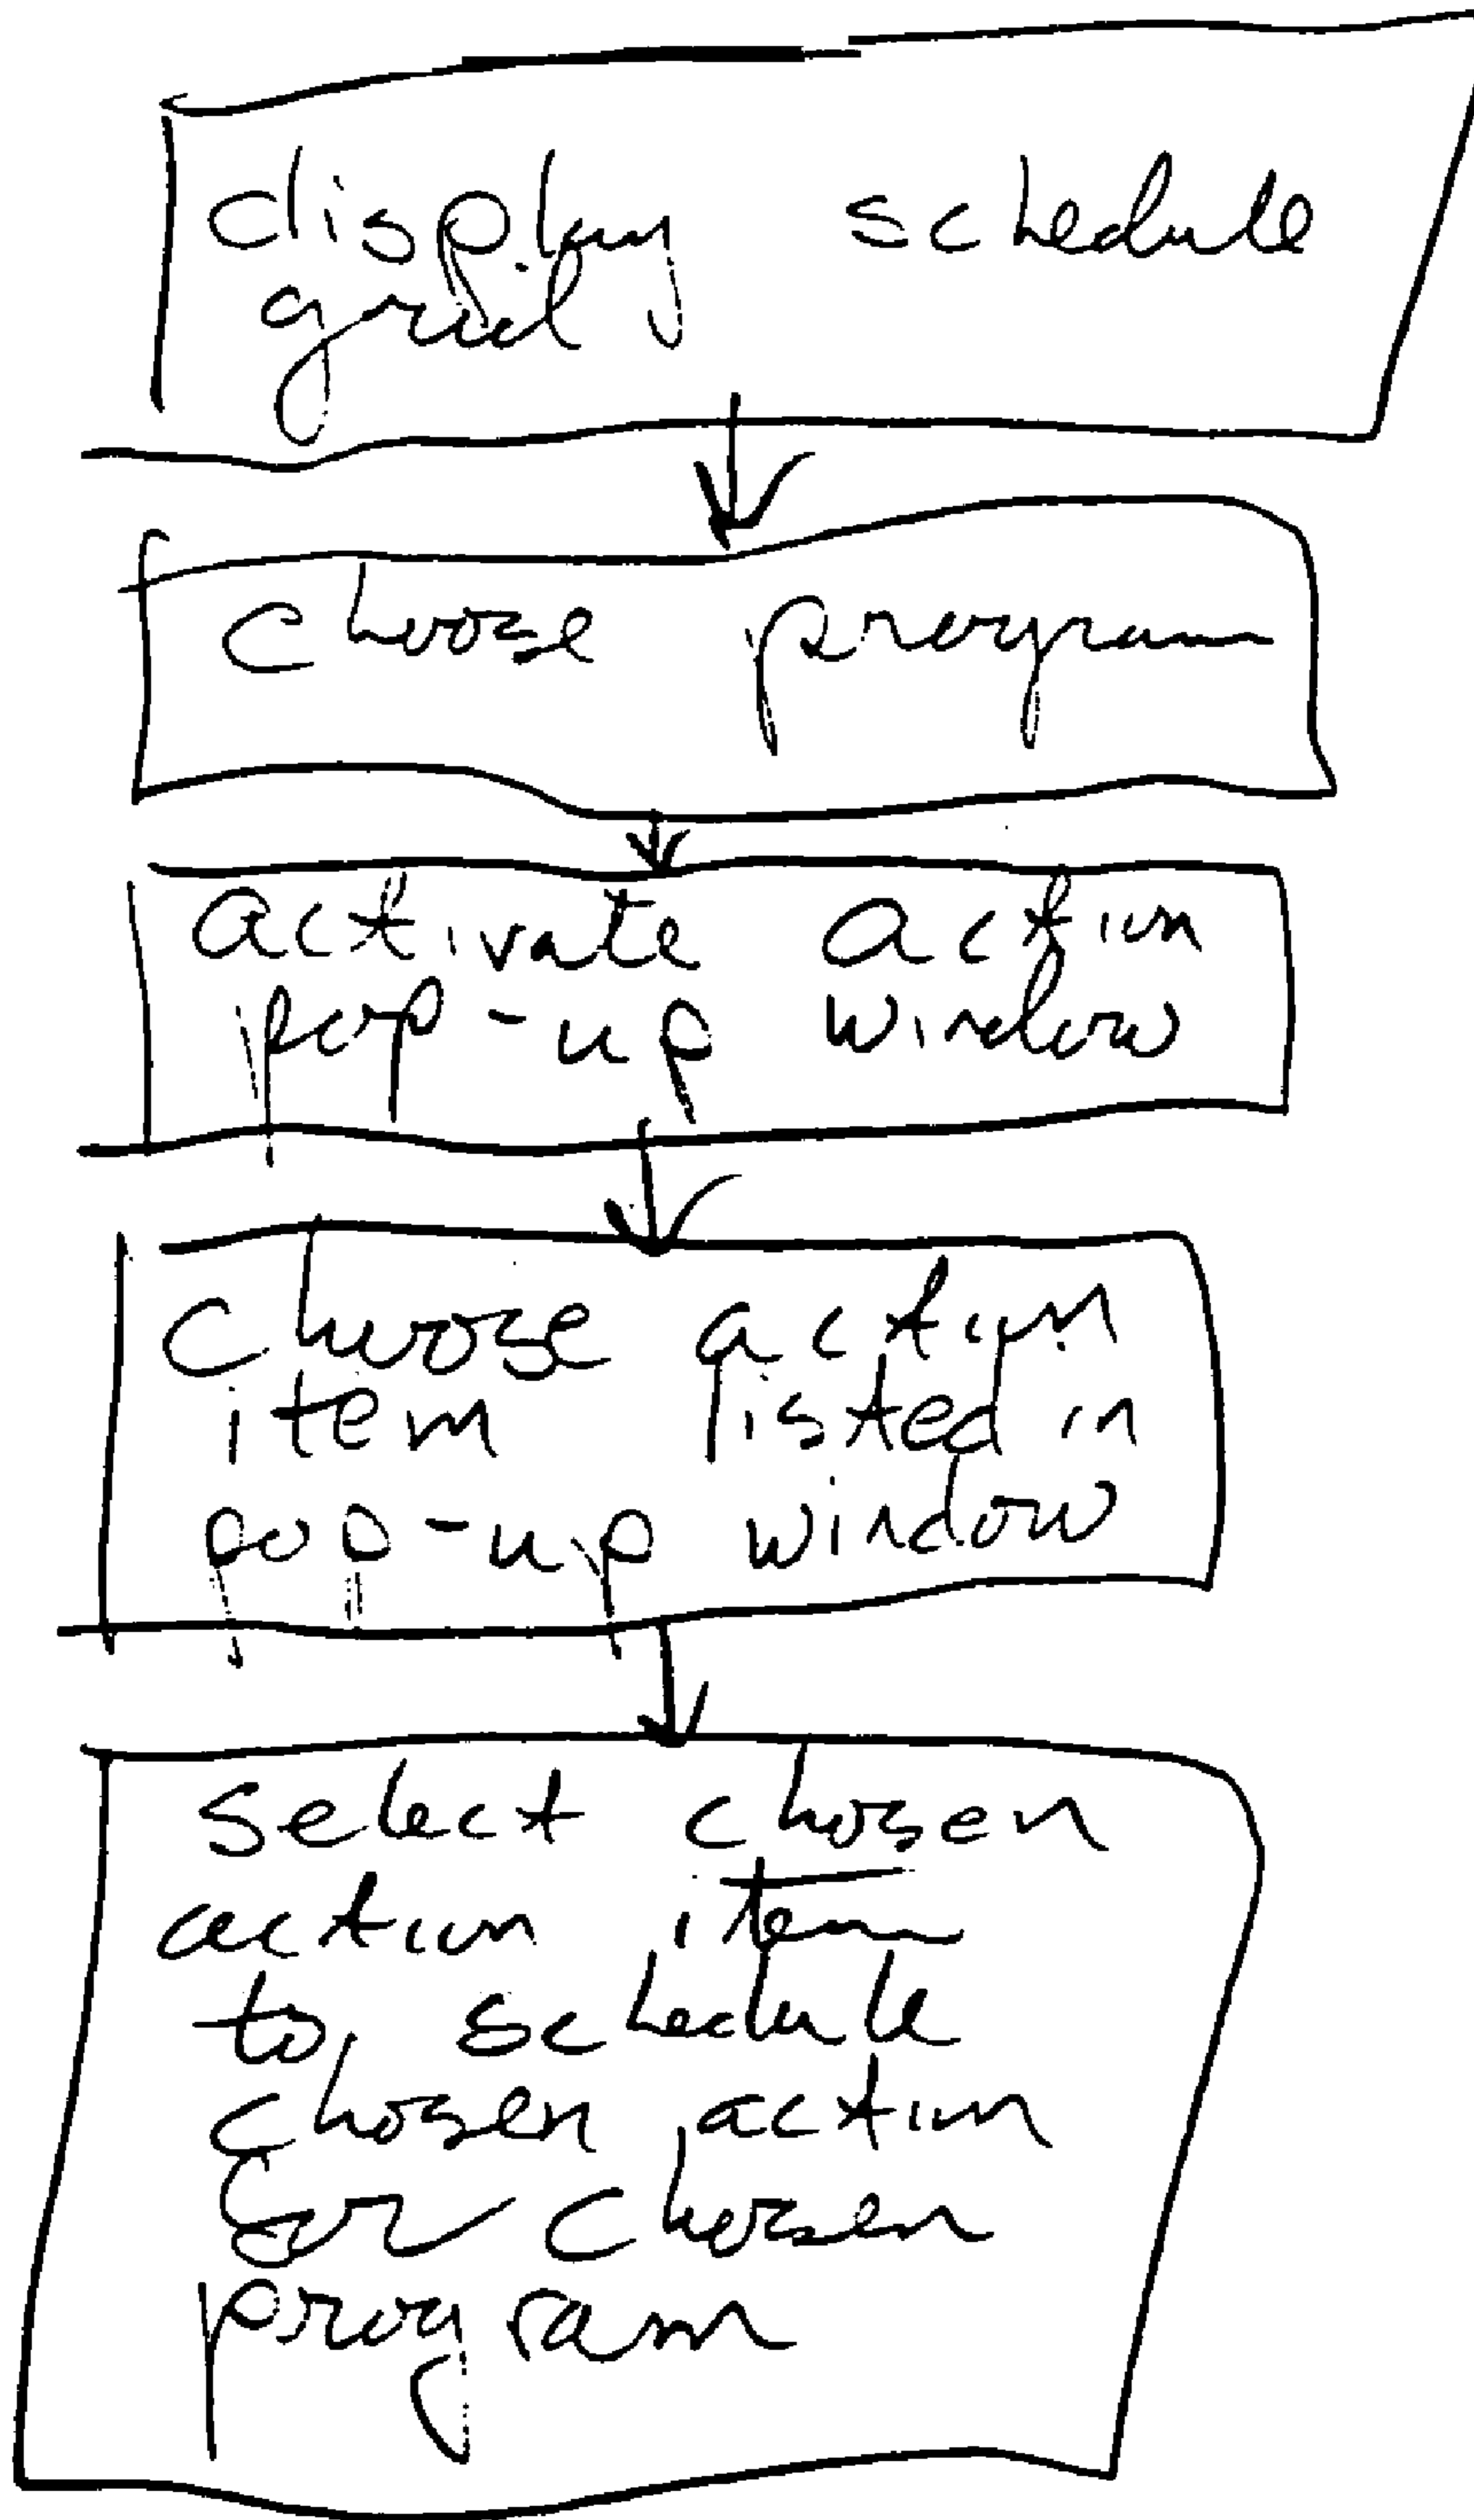 display schedule
grid
choose program
activate action
pop-up window
choose action
item listed in
pop-up window
select chosen
action item
to schedule
chosen action
for chosen
program